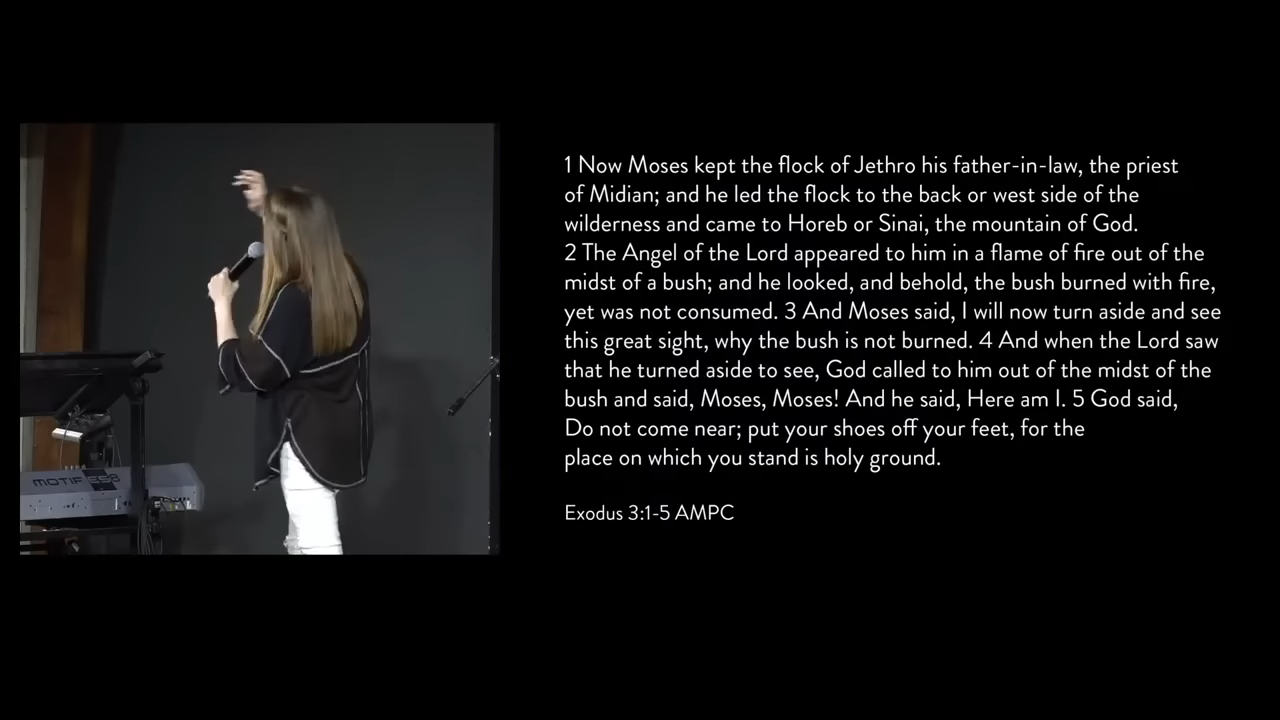 1 Now Moses kept the flock of Jethro his father-in-law, the priest
of Midian; and he led the flock to the back or west side of the
wilderness and came to Horeb or Sinai, the mountain of God.
2 The Angel of the Lord appeared to him in a flame of fire out of the
midst of a bush; and he looked, and behold, the bush burned with fire,
yet was not consumed. 3 And Moses said, I will now turn aside and see
this great sight, why the bush is not burned. 4 And when the Lord saw
that he turned aside to see, God called to him out of the midst of the
bush and said, Moses, Moses! And he said, Here am I. 5 God said,
Do not come near; put your shoes off your feet, for the
place on which you stand is holy ground.
Exodus 3:1-5 AMPC
MOTIF